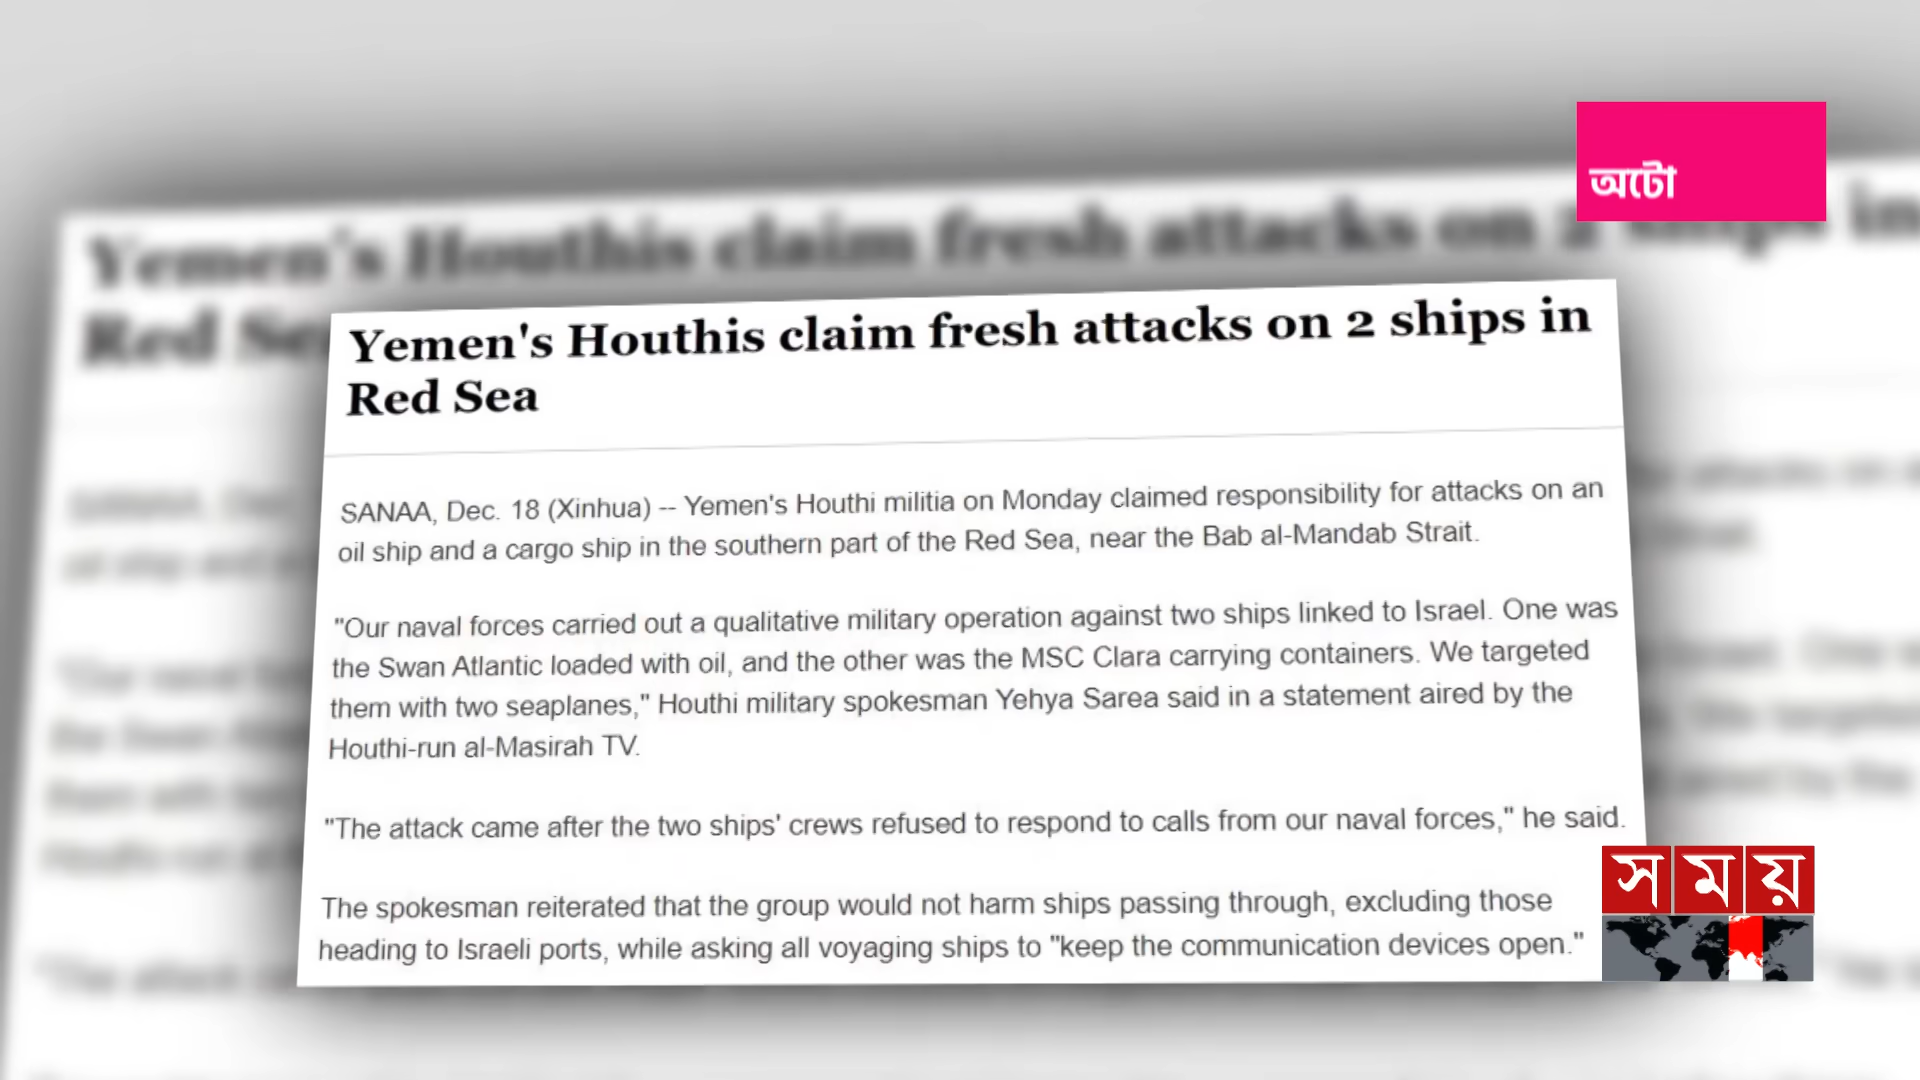 অটো
Yemen's Houthis claim fresh attacks on 2 ships in
Red Sea
SANAA, Dec. 18 (Xinhua) -- Yemen's Houthi militia on Monday claimed responsibility for attacks on an
oil ship and a cargo ship in the southern part of the Red Sea, near the Bab al-Mandab Strait.
"Our naval forces carried out a qualitative military operation against two ships linked to Israel. One was
the Swan Atlantic loaded with oil, and the other was the MSC Clara carrying containers. We targeted
them with two seaplanes," Houthi military spokesman Yehya Sarea said in a statement aired by the
Houthi-run al-Masirah TV.
"The attack came after the two ships' crews refused to respond to calls from our naval forces," he said.
The spokesman reiterated that the group would not harm ships passing through, excluding those
heading to Israeli ports, while asking all voyaging ships to "keep the communication devices open."
সময়